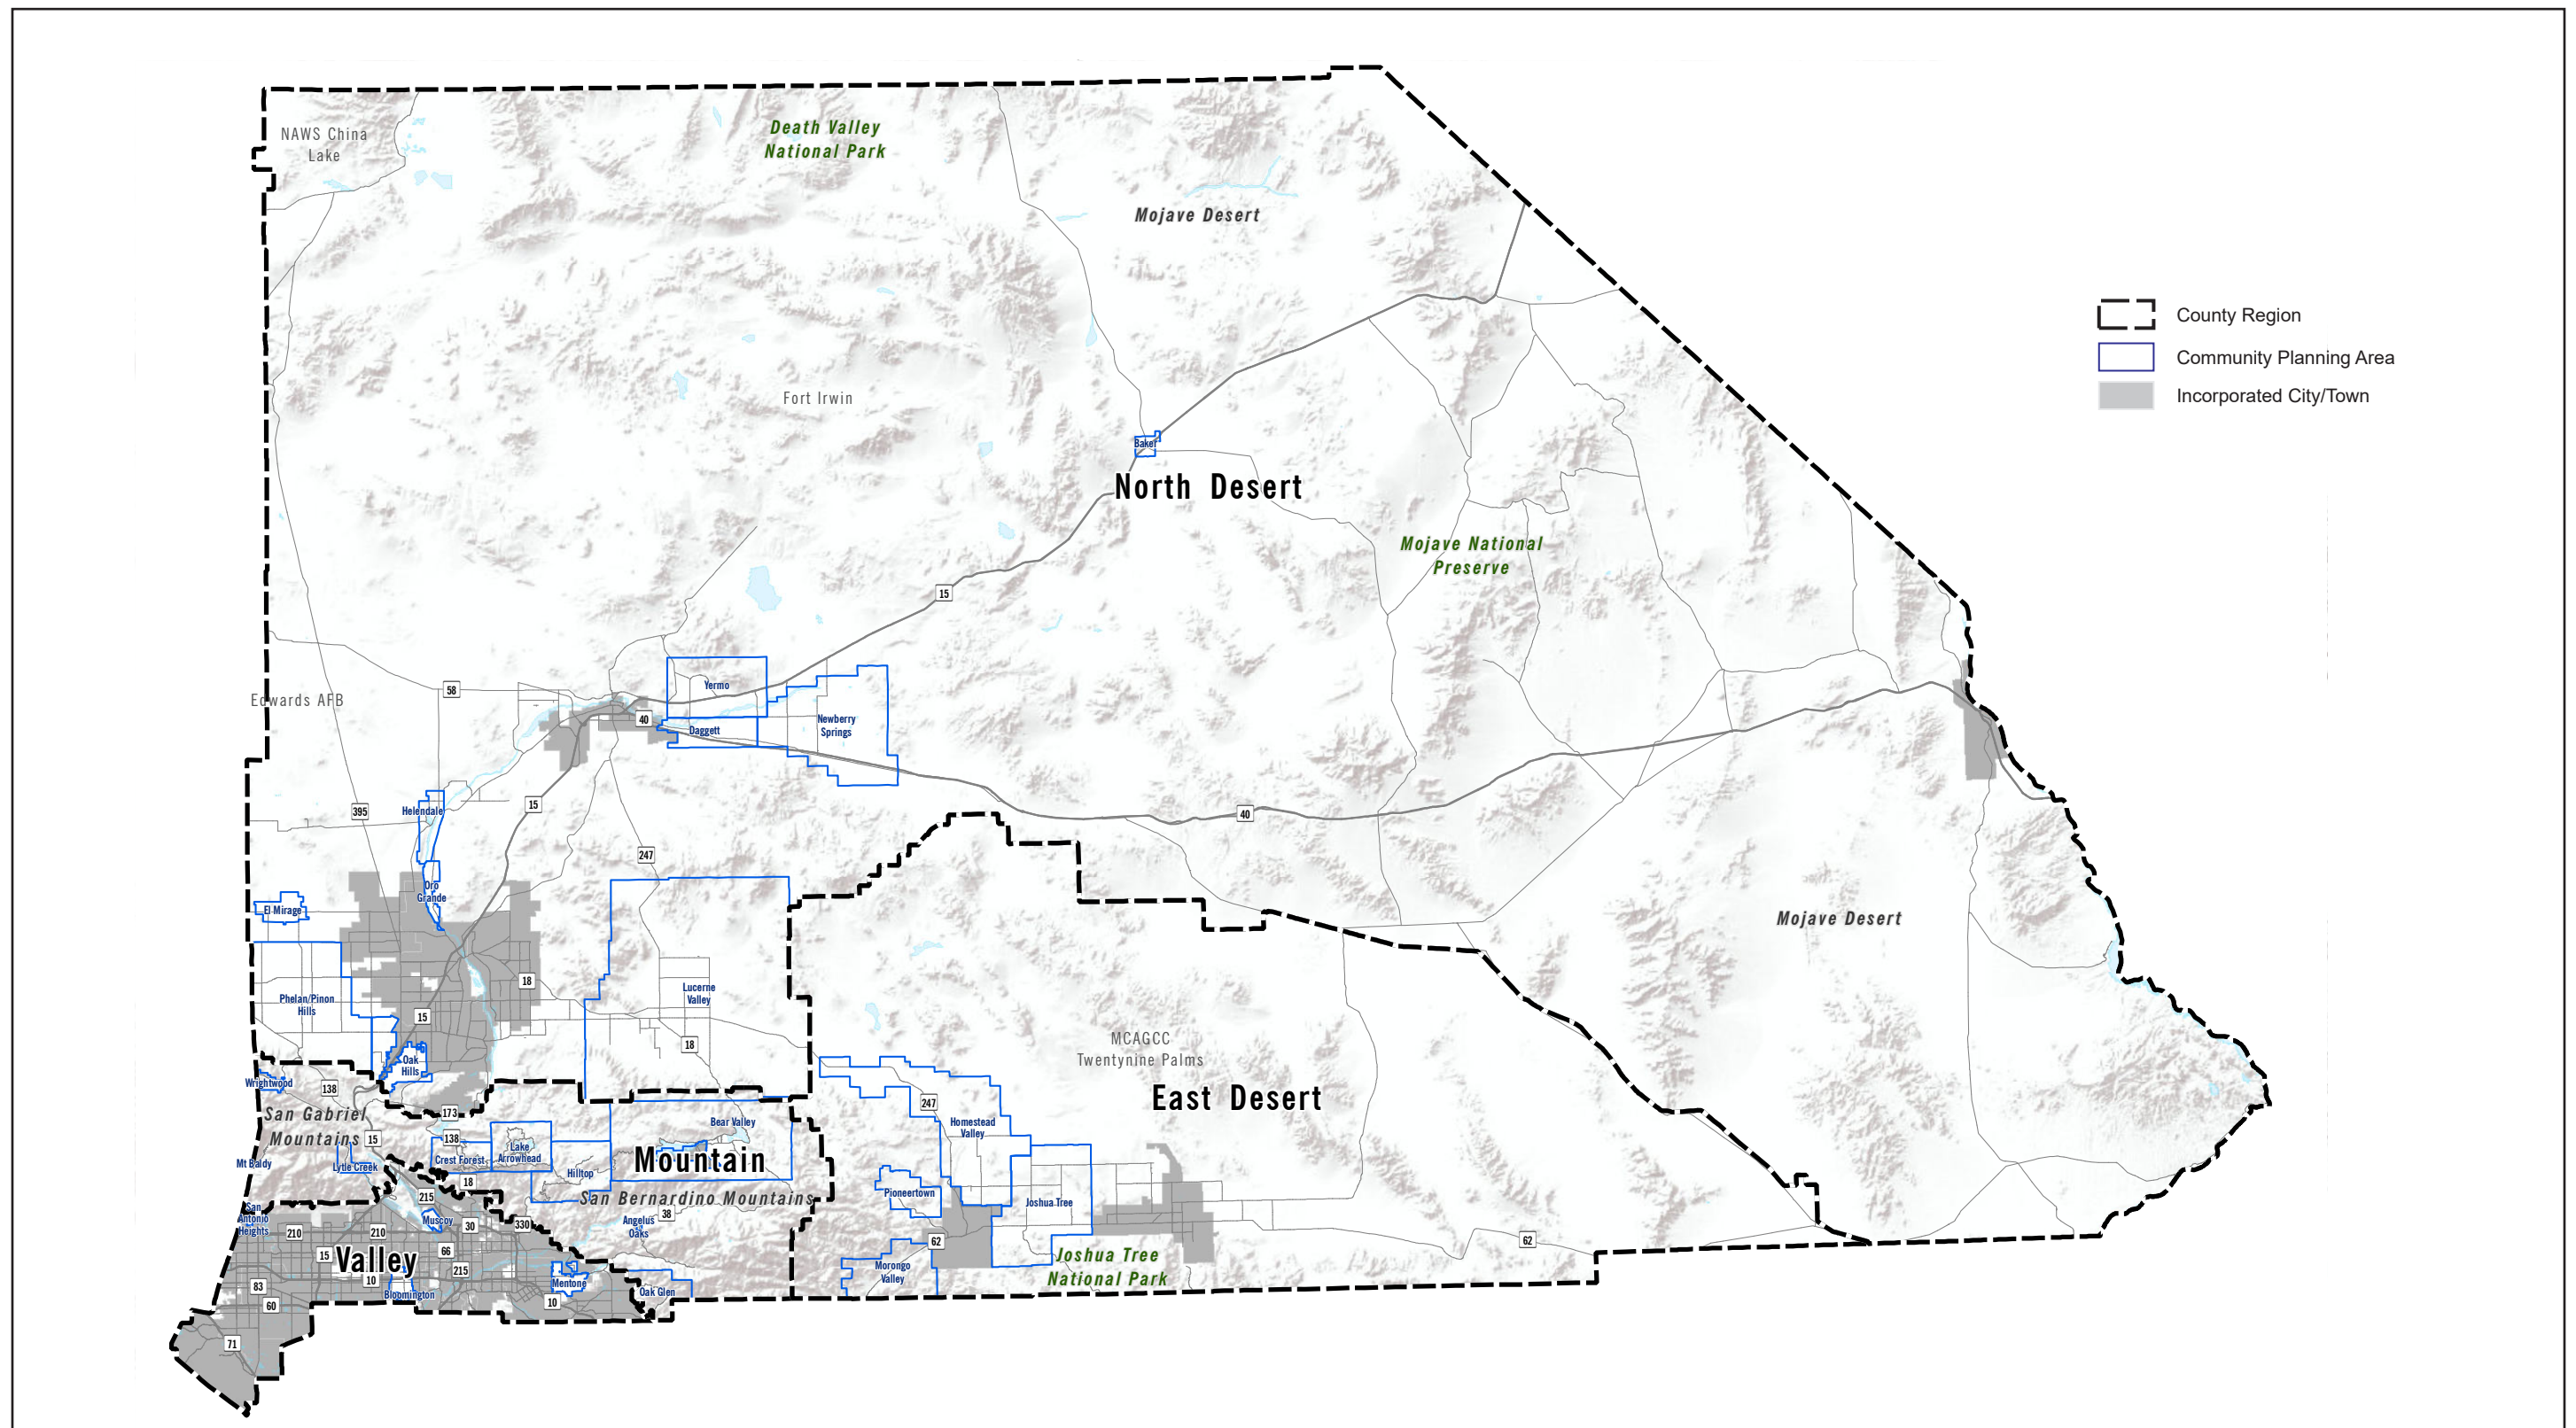 NAWS China
Lake
Death Valley
National Park
Mojave Desert
County Region
Community Planning Area
Incorporated City/Town
Fort Irwin
Baker
North Desert
Mojave National
Preserve
15
Edwards AFB
58
Yermo
40
Daggett
Newberry
Springs
395
Helendale
15
40
247
Oro
Grande
El Mirage
Mojave Desert
18
Phelan/Pinon
Hills
Lucerne
Valley
15
18
MCAGCC
Twentynine Palms
Oak
Hills
Wrightwood
138
East Desert
247
San Gabriel
Mountains
173
Homestead
Valley
Bear Valley
15
138
Lake
Arrowhead
Crest Forest
Mt Baldy
Lytle Creek
Hilltop
Mountain
18
215
San Bernardino Mountains
Pioneertown
Joshua Tree
San
Antonio
Heights
Muscoy
38
Angelus
Oaks
210
210
30
330
62
62
Valley
15
66
10
215
Joshua Tree
National Park
Morongo
Valley
83
Bloomington
Mentone
Oak Glen
60
10
71